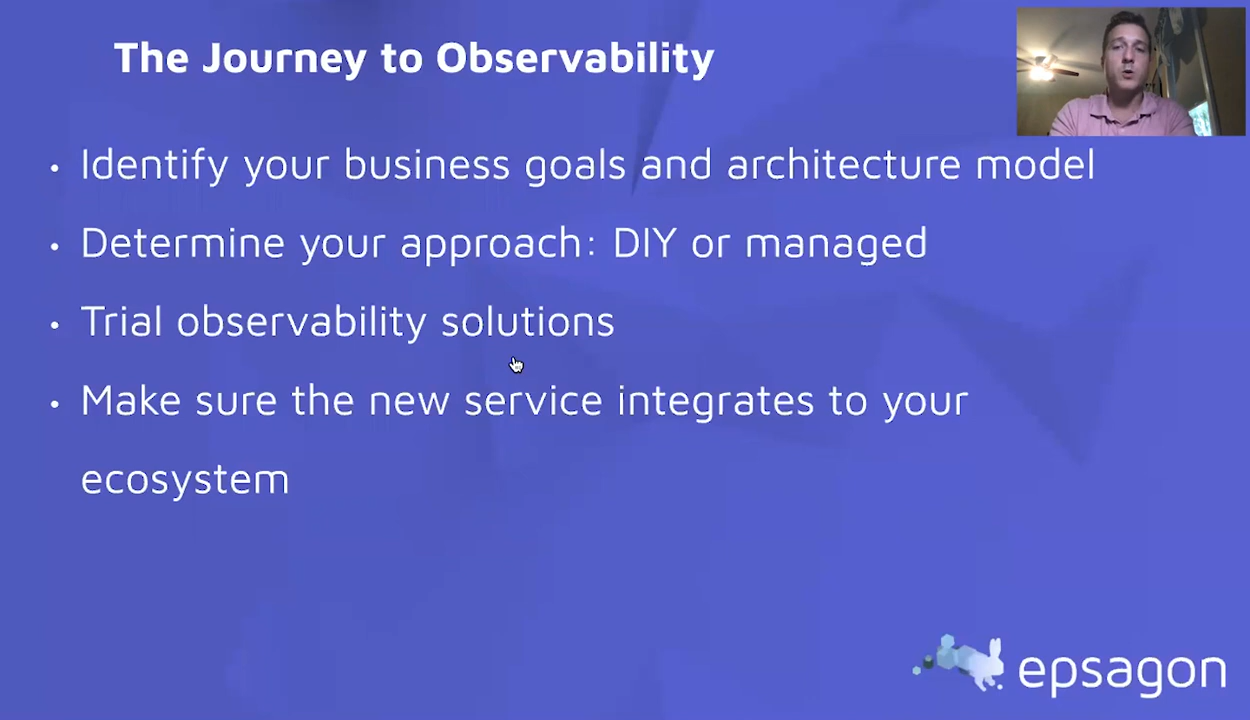 The Journey to Observability
• Identify your business goals and architecture model
• Determine your approach: DIY or managed
• Trial observability solutions
• Make sure the new service integrates to your
ecosystem
epsagon